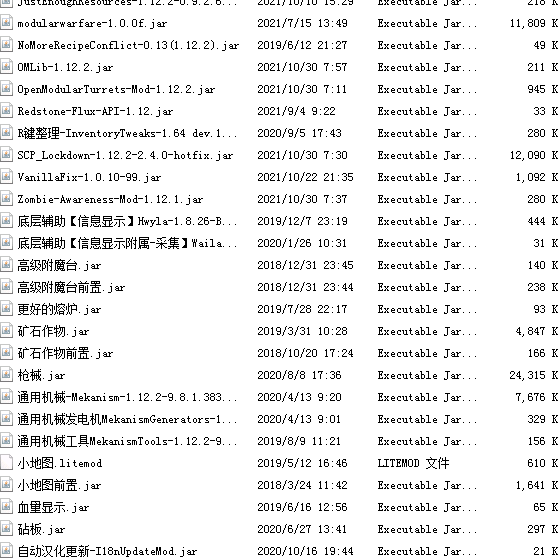 JustEnoughResources-1.12.2-0.9.2.6... 2021/10/10 15:29 Executable Jar... 218 K
modularwarfare-1.0.0f.jar 2021/7/15 13:49 Executable Jar... 11,809 K
NoMoreRecipeConflict-0.13(1.12.2).jar 2019/6/12 21:27 Executable Jar... 49 K
OMLib-1.12.2.jar 2021/10/30 7:57 Executable Jar... 211 K
OpenModularTurrets-Mod-1.12.2.jar 2021/10/30 7:11 Executable Jar... 945 K
Redstone-Flux-API-1.12.jar 2021/9/4 9:22 Executable Jar... 33 K
R键整理-InventoryTweaks-1.64 dev.1... 2020/9/5 17:43 Executable Jar... 280 K
SCP_Lockdown-1.12.2-2.4.0-hotfix.jar 2021/10/30 7:30 Executable Jar... 12,090 K
VanillaFix-1.0.10-99.jar 2021/10/22 21:35 Executable Jar... 1,092 K
Zombie-Awareness-Mod-1.12.1.jar 2021/10/30 7:37 Executable Jar... 280 K
底层辅助【信息显示】Hwyla-1.8.26-B... 2019/12/7 23:19 Executable Jar... 444 K
底层辅助【信息显示附属-采集】Waila... 2020/1/26 10:31 Executable Jar... 31 K
高级附魔台.jar 2018/12/31 23:45 Executable Jar... 140 K
高级附魔台前置.jar 2018/12/31 23:44 Executable Jar... 238 K
更好的熔炉.jar 2019/7/28 22:17 Executable Jar... 93 K
矿石作物.jar 2019/3/31 10:28 Executable Jar... 4,847 K
矿石作物前置.jar 2018/10/20 17:24 Executable Jar... 166 K
枪械.jar 2020/8/8 17:36 Executable Jar... 24,315 K
通用机械-Mekanism-1.12.2-9.8.1.383... 2020/4/13 9:20 Executable Jar... 7,676 K
通用机械发电机MekanismGenerators-1... 2020/4/13 9:01 Executable Jar... 329 K
通用机械工具MekanismTools-1.12.2-9... 2019/8/9 11:21 Executable Jar... 156 K
小地图.litemod 2019/5/12 16:46 LITEMOD 文件 610 K
小地图前置.jar 2018/3/24 11:42 Executable Jar... 1,641 K
血量显示.jar 2019/6/16 12:56 Executable Jar... 65 K
砧板.jar 2020/6/27 13:41 Executable Jar... 297 K
自动汉化更新-I18nUpdateMod.jar 2020/10/16 19:44 Executable Jar... 21 K